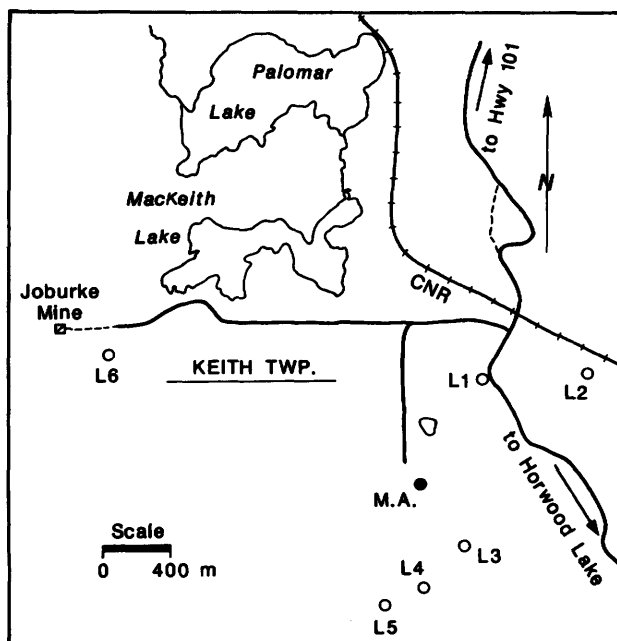 Palomar
Lake
to Hwy 101
N
MacKeith
Lake
Joburke
Mine
CNR
L6
KEITH TWP.
L1
L2
to Horwood Lake
M.A.
Scale
0 400 m
L3
L4
L5